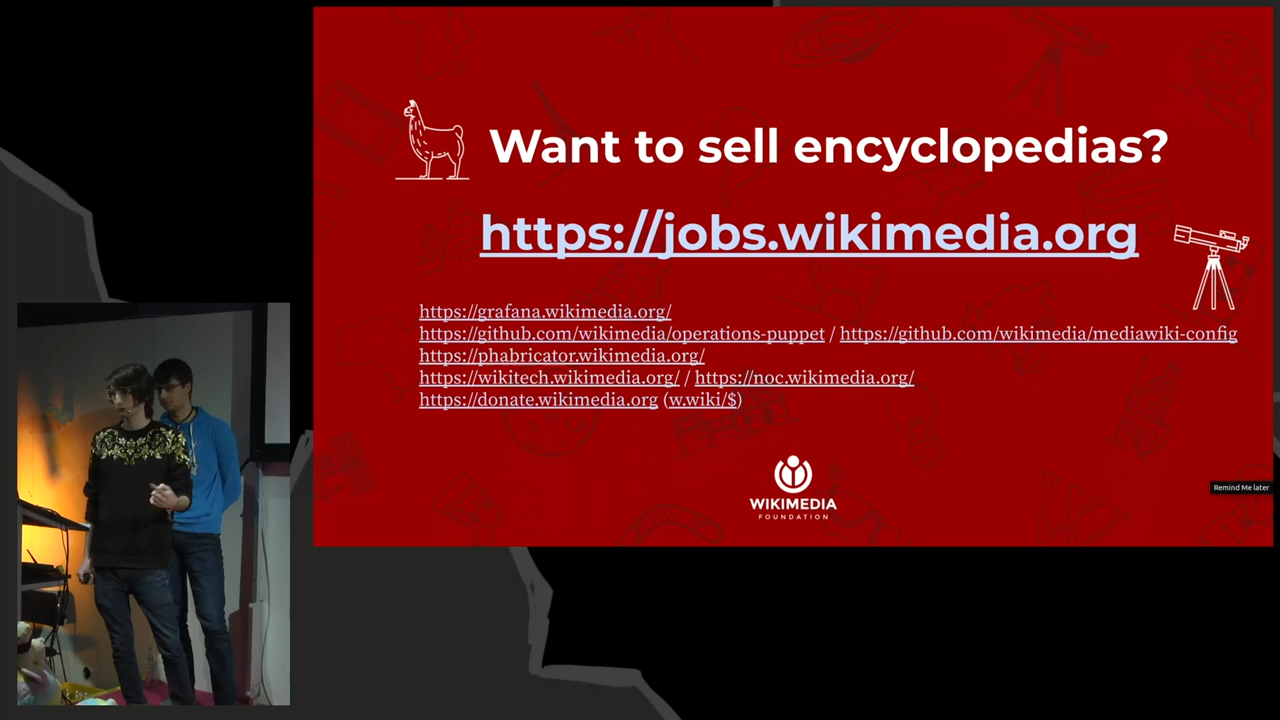 Want to sell encyclopedias?
https://jobs.wikimedia.org
https://grafana.wikimedia.org/
https://github.com/wikimedia/operations-puppet / https://github.com/wikimedia/mediawiki-config
https://phabricator.wikimedia.org/
https://wikitech.wikimedia.org/ / https://noc.wikimedia.org/
https://donate.wikimedia.org (w.wiki/$)
Remind Me later
WIKIMEDIA
FOUNDATION